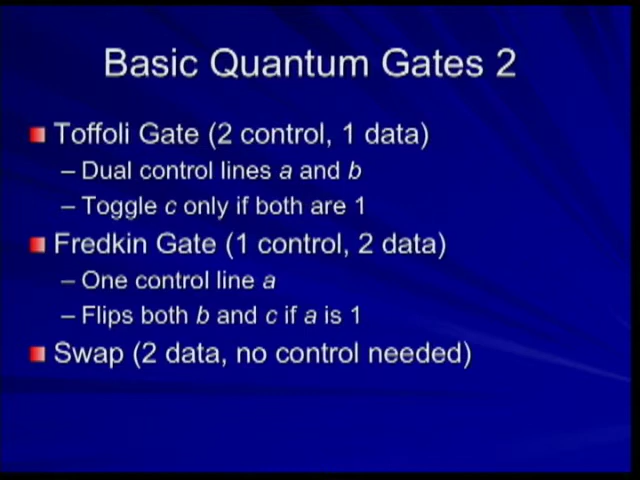 Basic Quantum Gates 2
Toffoli Gate (2 control, 1 data)
– Dual control lines a and b
– Toggle c only if both are 1
Fredkin Gate (1 control, 2 data)
– One control line a
– Flips both b and c if a is 1
Swap (2 data, no control needed)